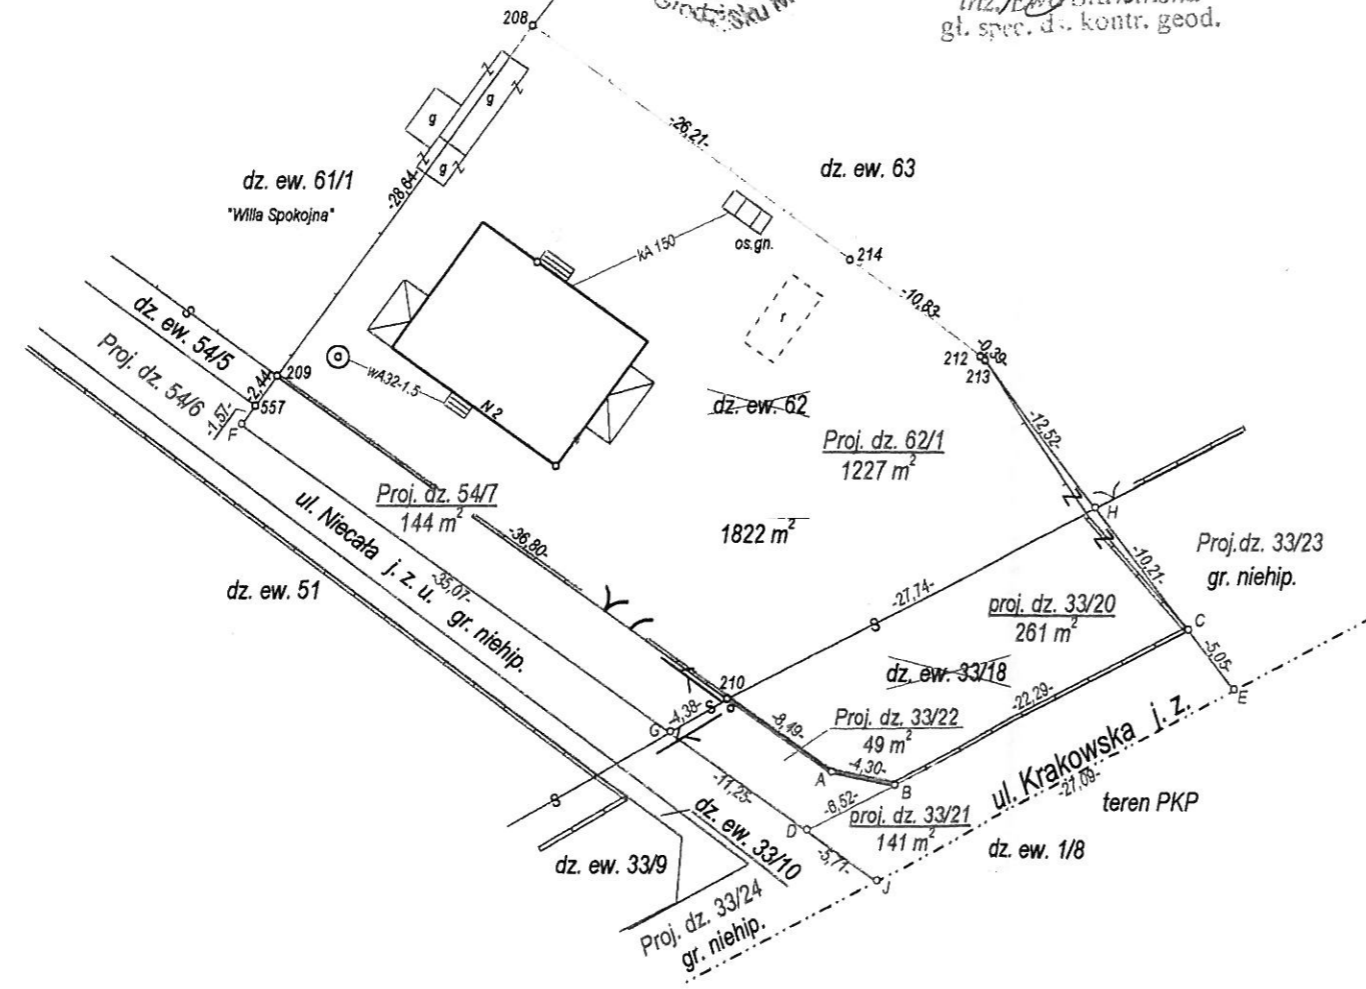 208
Grodzisku M
gł. spec. ds. kontr. geod.
g
g
g
-26,21-
dz. ew. 63
dz. ew. 61/1
"Willa Spokojna"
-28,64-
kA 150
os.gn.
214
r
-10,83-
dz. ew. 54/5
Proj. dz. 54/6
212
213
209
2,44
557
-1,57-
F
a
wA32-1.5
N 2
dz. ew. 62
Proj. dz. 62/1
1227 m²
-12,52-
H
Proj. dz. 54/7
144 m²
1822 m²
-36,80-
Proj.dz. 33/23
gr. niehip.
-10,21-
ul. Niecała j. z. u. gr. niehip.
-35,07-
dz. ew. 51
-27,74-
proj. dz. 33/20
261 m²
C
-5,05-
E
dz. ew. 33/18
-22,29-
210
S
G
-4,38-
-8,49-
Proj. dz. 33/22
49 m²
A
-4,30-
B
-11,25-
-6,52-
D
proj. dz. 33/21
141 m²
-5,71-
J
ul. Krakowska j. z.
-27,09-
teren PKP
dz. ew. 1/8
dz. ew. 33/10
dz. ew. 33/9
Proj. dz. 33/24
gr. niehip.